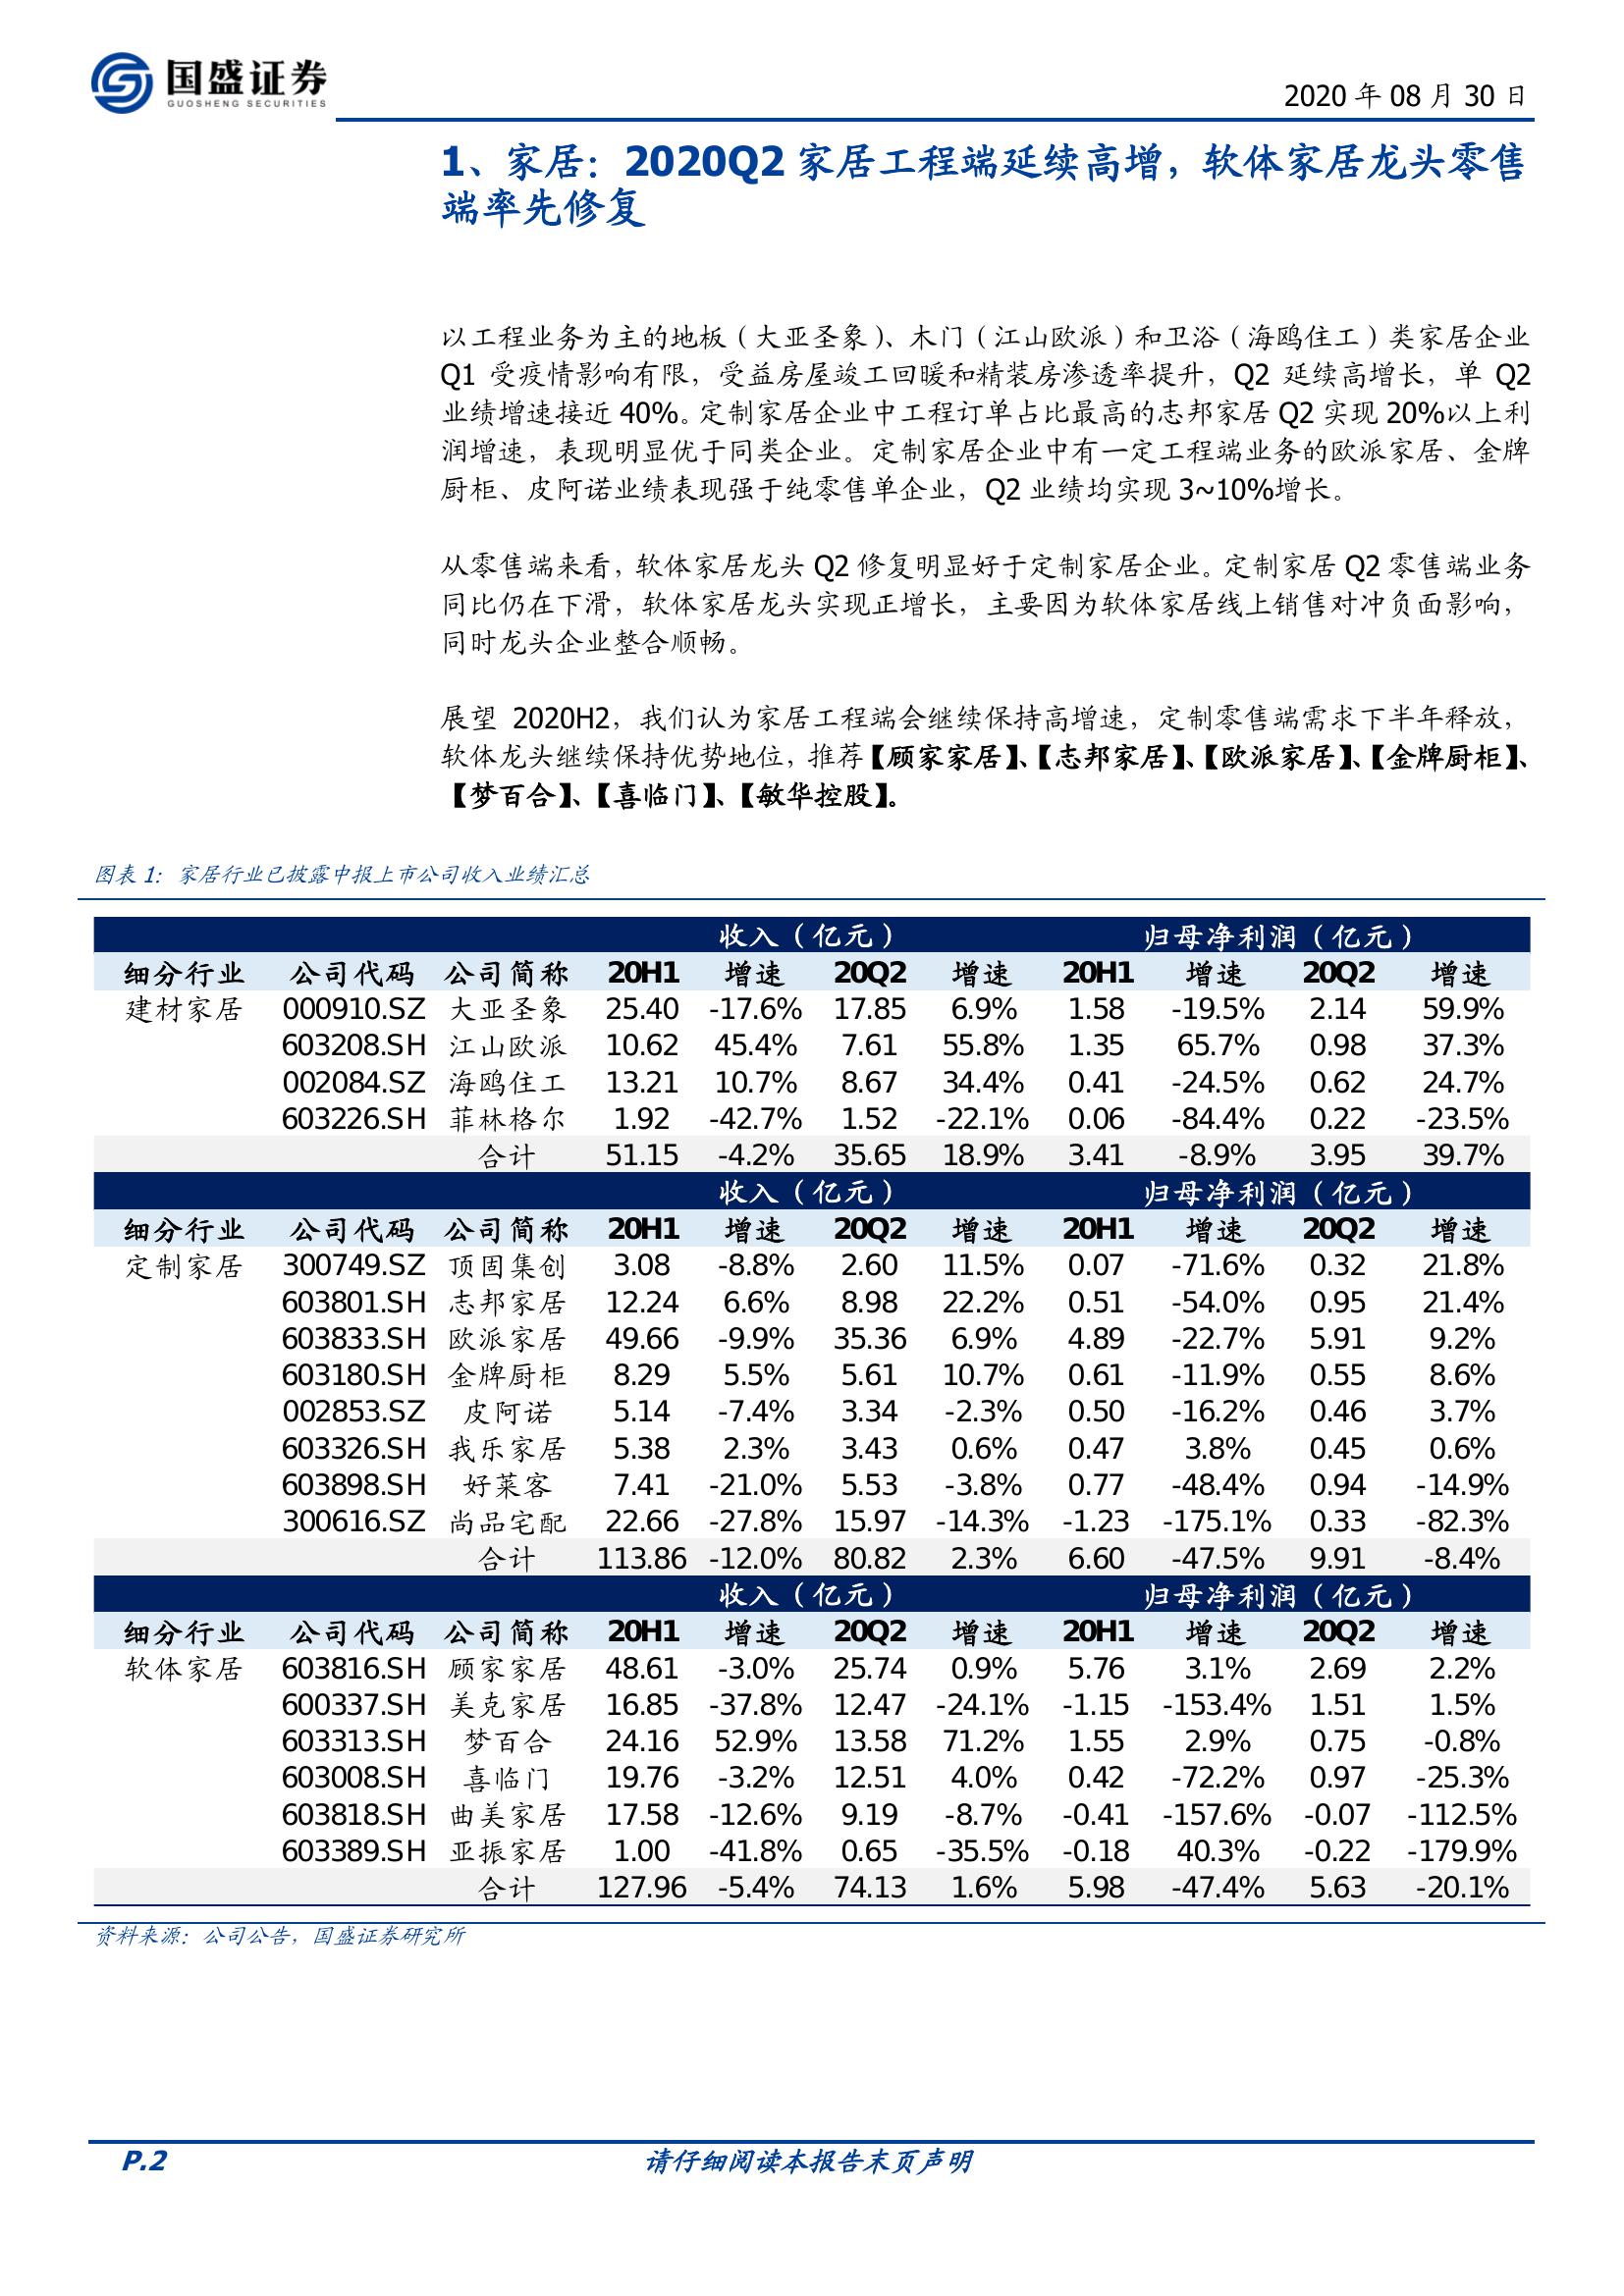 国盛证券
GUOSHENG SECURITIES
2020 年 08 月 30 日
1、家居：2020Q2 家居工程端延续高增，软体家居龙头零售
端率先修复
以工程业务为主的地板（大亚圣象）、木门（江山欧派）和卫浴（海鸥住工）类家居企业
Q1 受疫情影响有限，受益房屋竣工回暖和精装房渗透率提升，Q2 延续高增长，单 Q2
业绩增速接近 40%。定制家居企业中工程订单占比最高的志邦家居 Q2 实现 20%以上利
润增速，表现明显优于同类企业。定制家居企业中有一定工程端业务的欧派家居、金牌
厨柜、皮阿诺业绩表现强于纯零售单企业，Q2 业绩均实现 3~10%增长。
从零售端来看，软体家居龙头 Q2 修复明显好于定制家居企业。定制家居 Q2 零售端业务
同比仍在下滑，软体家居龙头实现正增长，主要因为软体家居线上销售对冲负面影响，
同时龙头企业整合顺畅。
展望 2020H2，我们认为家居工程端会继续保持高增速，定制零售端需求下半年释放，
软体龙头继续保持优势地位，推荐【顾家家居】、【志邦家居】、【欧派家居】、【金牌厨柜】、
【梦百合】、【喜临门】、【敏华控股】。
图表 1：家居行业已披露中报上市公司收入业绩汇总
收入（亿元） 归母净利润（亿元）
细分行业 公司代码 公司简称 20H1 增速 20Q2 增速 20H1 增速 20Q2 增速
建材家居 000910.SZ 大亚圣象 25.40 -17.6% 17.85 6.9% 1.58 -19.5% 2.14 59.9%
603208.SH 江山欧派 10.62 45.4% 7.61 55.8% 1.35 65.7% 0.98 37.3%
002084.SZ 海鸥住工 13.21 10.7% 8.67 34.4% 0.41 -24.5% 0.62 24.7%
603226.SH 菲林格尔 1.92 -42.7% 1.52 -22.1% 0.06 -84.4% 0.22 -23.5%
合计 51.15 -4.2% 35.65 18.9% 3.41 -8.9% 3.95 39.7%
收入（亿元） 归母净利润（亿元）
细分行业 公司代码 公司简称 20H1 增速 20Q2 增速 20H1 增速 20Q2 增速
定制家居 300749.SZ 顶固集创 3.08 -8.8% 2.60 11.5% 0.07 -71.6% 0.32 21.8%
603801.SH 志邦家居 12.24 6.6% 8.98 22.2% 0.51 -54.0% 0.95 21.4%
603833.SH 欧派家居 49.66 -9.9% 35.36 6.9% 4.89 -22.7% 5.91 9.2%
603180.SH 金牌厨柜 8.29 5.5% 5.61 10.7% 0.61 -11.9% 0.55 8.6%
002853.SZ 皮阿诺 5.14 -7.4% 3.34 -2.3% 0.50 -16.2% 0.46 3.7%
603326.SH 我乐家居 5.38 2.3% 3.43 0.6% 0.47 3.8% 0.45 0.6%
603898.SH 好莱客 7.41 -21.0% 5.53 -3.8% 0.77 -48.4% 0.94 -14.9%
300616.SZ 尚品宅配 22.66 -27.8% 15.97 -14.3% -1.23 -175.1% 0.33 -82.3%
合计 113.86 -12.0% 80.82 2.3% 6.60 -47.5% 9.91 -8.4%
收入（亿元） 归母净利润（亿元）
细分行业 公司代码 公司简称 20H1 增速 20Q2 增速 20H1 增速 20Q2 增速
软体家居 603816.SH 顾家家居 48.61 -3.0% 25.74 0.9% 5.76 3.1% 2.69 2.2%
600337.SH 美克家居 16.85 -37.8% 12.47 -24.1% -1.15 -153.4% 1.51 1.5%
603313.SH 梦百合 24.16 52.9% 13.58 71.2% 1.55 2.9% 0.75 -0.8%
603008.SH 喜临门 19.76 -3.2% 12.51 4.0% 0.42 -72.2% 0.97 -25.3%
603818.SH 曲美家居 17.58 -12.6% 9.19 -8.7% -0.41 -157.6% -0.07 -112.5%
603389.SH 亚振家居 1.00 -41.8% 0.65 -35.5% -0.18 40.3% -0.22 -179.9%
合计 127.96 -5.4% 74.13 1.6% 5.98 -47.4% 5.63 -20.1%
资料来源：公司公告，国盛证券研究所
P.2 请仔细阅读本报告末页声明